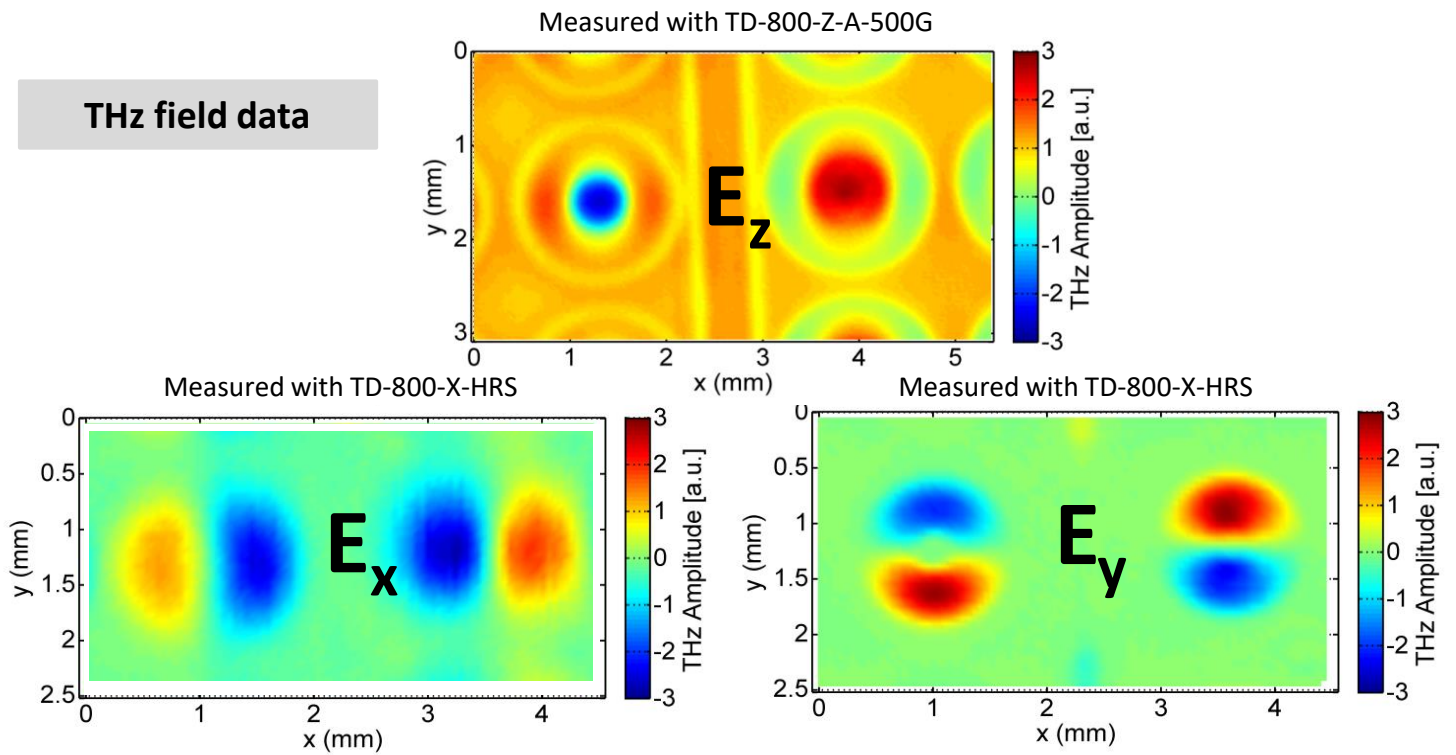 Measured with TD-800-Z-A-500G
THz field data
0
1
2
3
y (mm)
E
z
0 1 2 3 4 5
x (mm)
3
2
1
0
-1
-2
-3
THz Amplitude [a.u.]
Measured with TD-800-X-HRS
0
0.5
1
1.5
2
2.5
y (mm)
E
x
0 1 2 3 4
x (mm)
3
2
1
0
-1
-2
-3
THz Amplitude [a.u.]
Measured with TD-800-X-HRS
0
0.5
1
1.5
2
2.5
y (mm)
E
y
0 1 2 3 4
x (mm)
3
2
1
0
-1
-2
-3
THz Amplitude [a.u.]